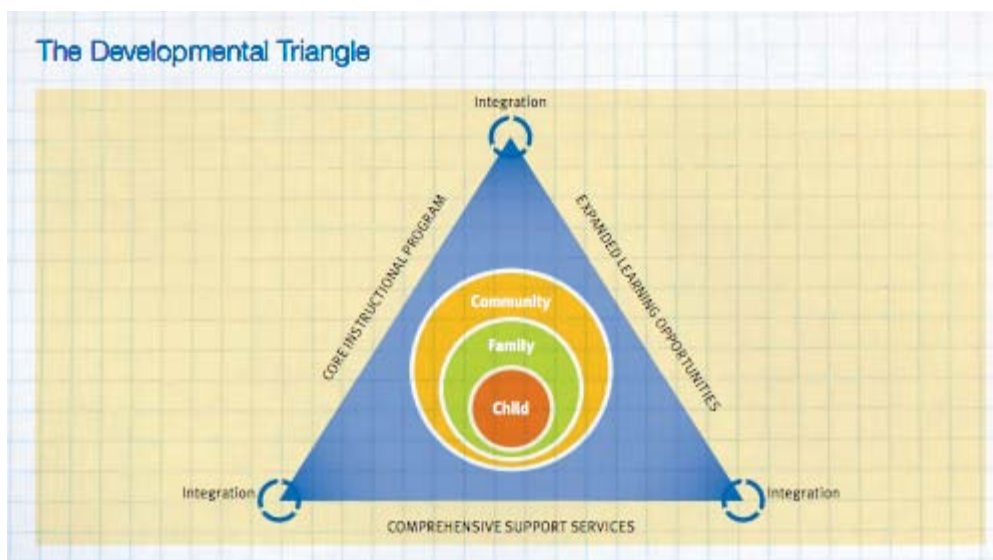 The Developmental Triangle
Integration
CORE INSTRUCTIONAL PROGRAM
EXPANDED LEARNING OPPORTUNITIES
Community
Family
Child
Integration
Integration
COMPREHENSIVE SUPPORT SERVICES